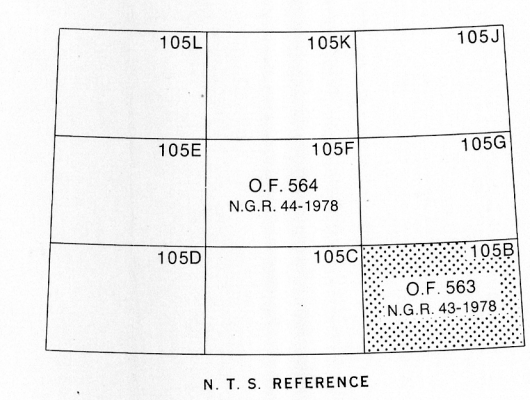 105L 105K 105J
105E 105F 105G
O.F. 564
N.G.R. 44-1978
105D 105C 105B
O.F. 563
N.G.R. 43-1978
N. T. S. REFERENCE